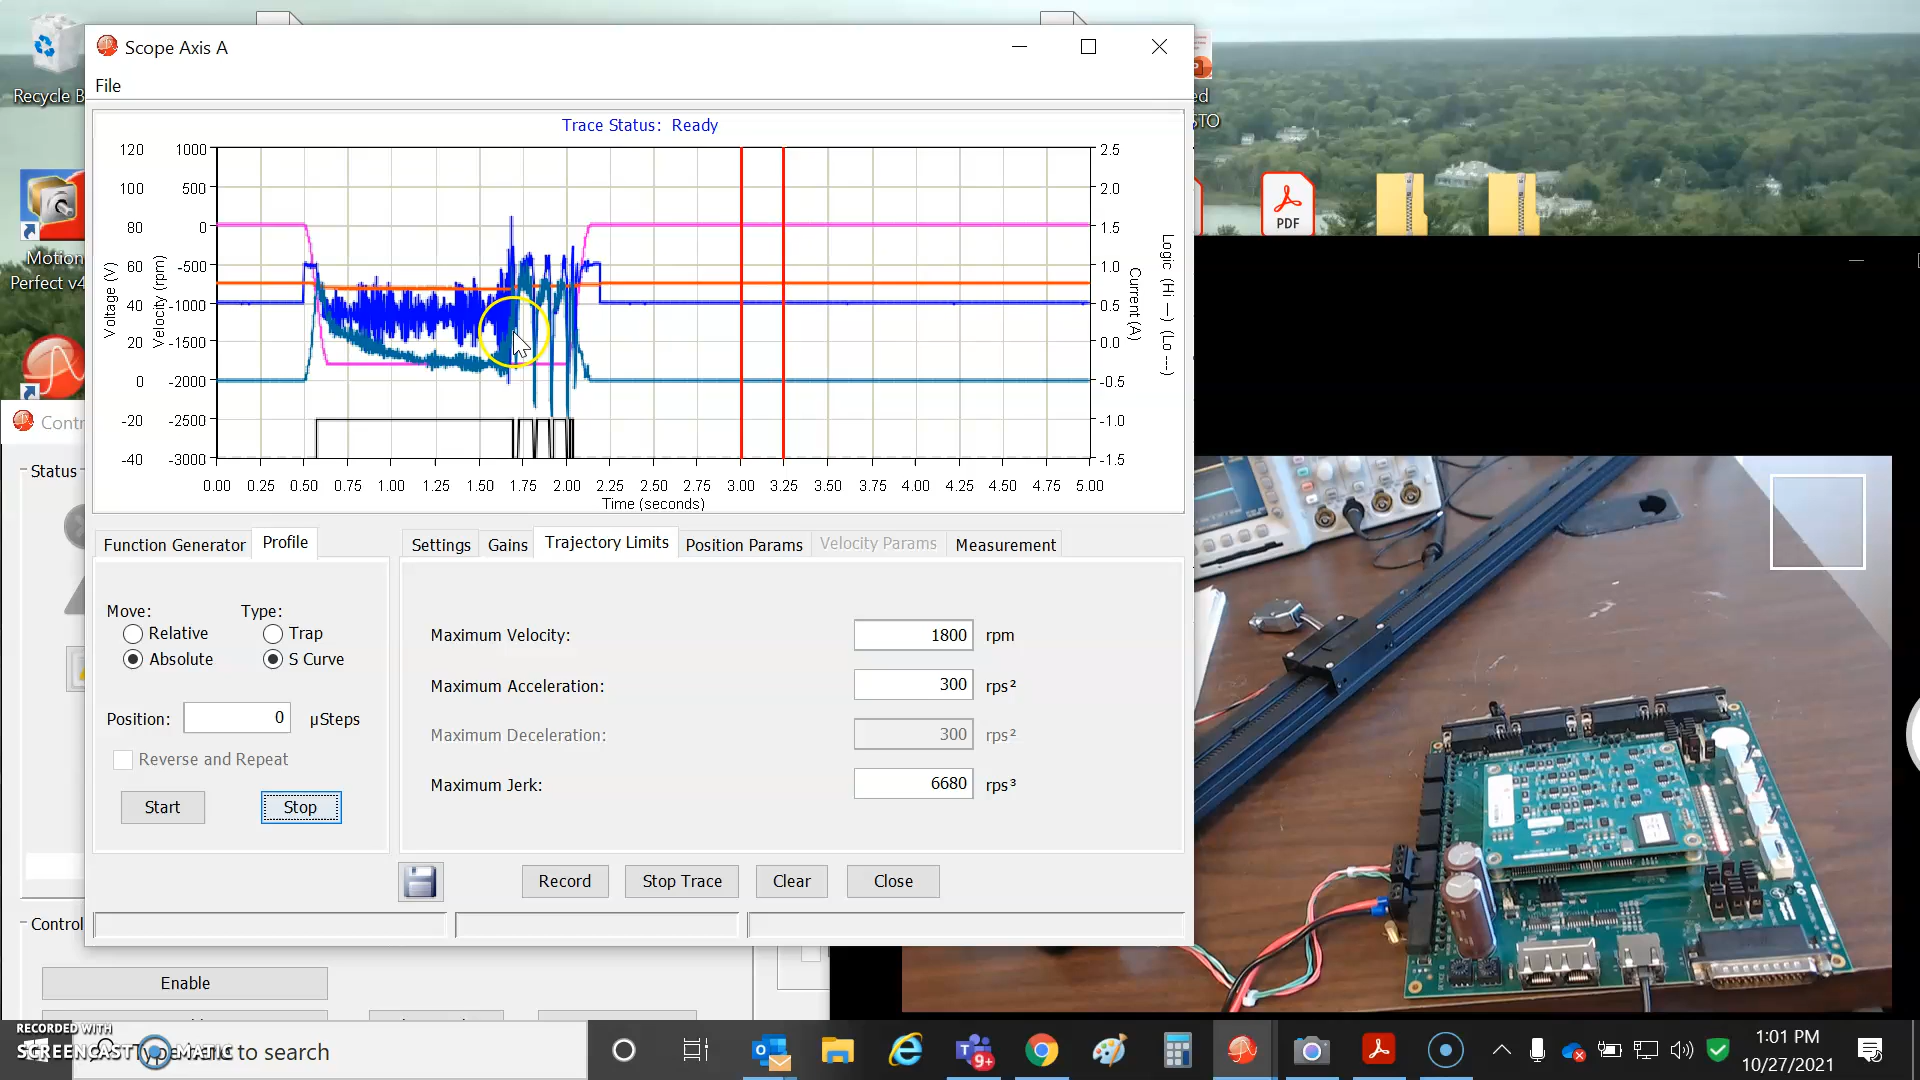 Recycle B
Motion
Perfect v4
Contr
Status
Control
Enable
ed
STO
PDF
Scope Axis A
File
Trace Status: Ready
120
100
80
60
40
20
0
-20
-40
Voltage (V)
1000
500
0
-500
-1000
-1500
-2000
-2500
-3000
Velocity (rpm)
2.5
2.0
1.5
1.0
0.5
0.0
-0.5
-1.0
-1.5
Current (A)
Logic (Hi —) (Lo ---)
0.00 0.25 0.50 0.75 1.00 1.25 1.50 1.75 2.00 2.25 2.50 2.75 3.00 3.25 3.50 3.75 4.00 4.25 4.50 4.75 5.00
Time (seconds)
Function Generator Profile
Move: Type:
Relative Trap
Absolute S Curve
Position: 0 µSteps
Reverse and Repeat
Start Stop
Settings Gains Trajectory Limits Position Params Velocity Params Measurement
Maximum Velocity: 1800 rpm
Maximum Acceleration: 300 rps²
Maximum Deceleration: 300 rps²
Maximum Jerk: 6680 rps³
Record Stop Trace Clear Close
RECORDED WITH
SCREENCAST MATIC
Type here to search
9+
1:01 PM
10/27/2021